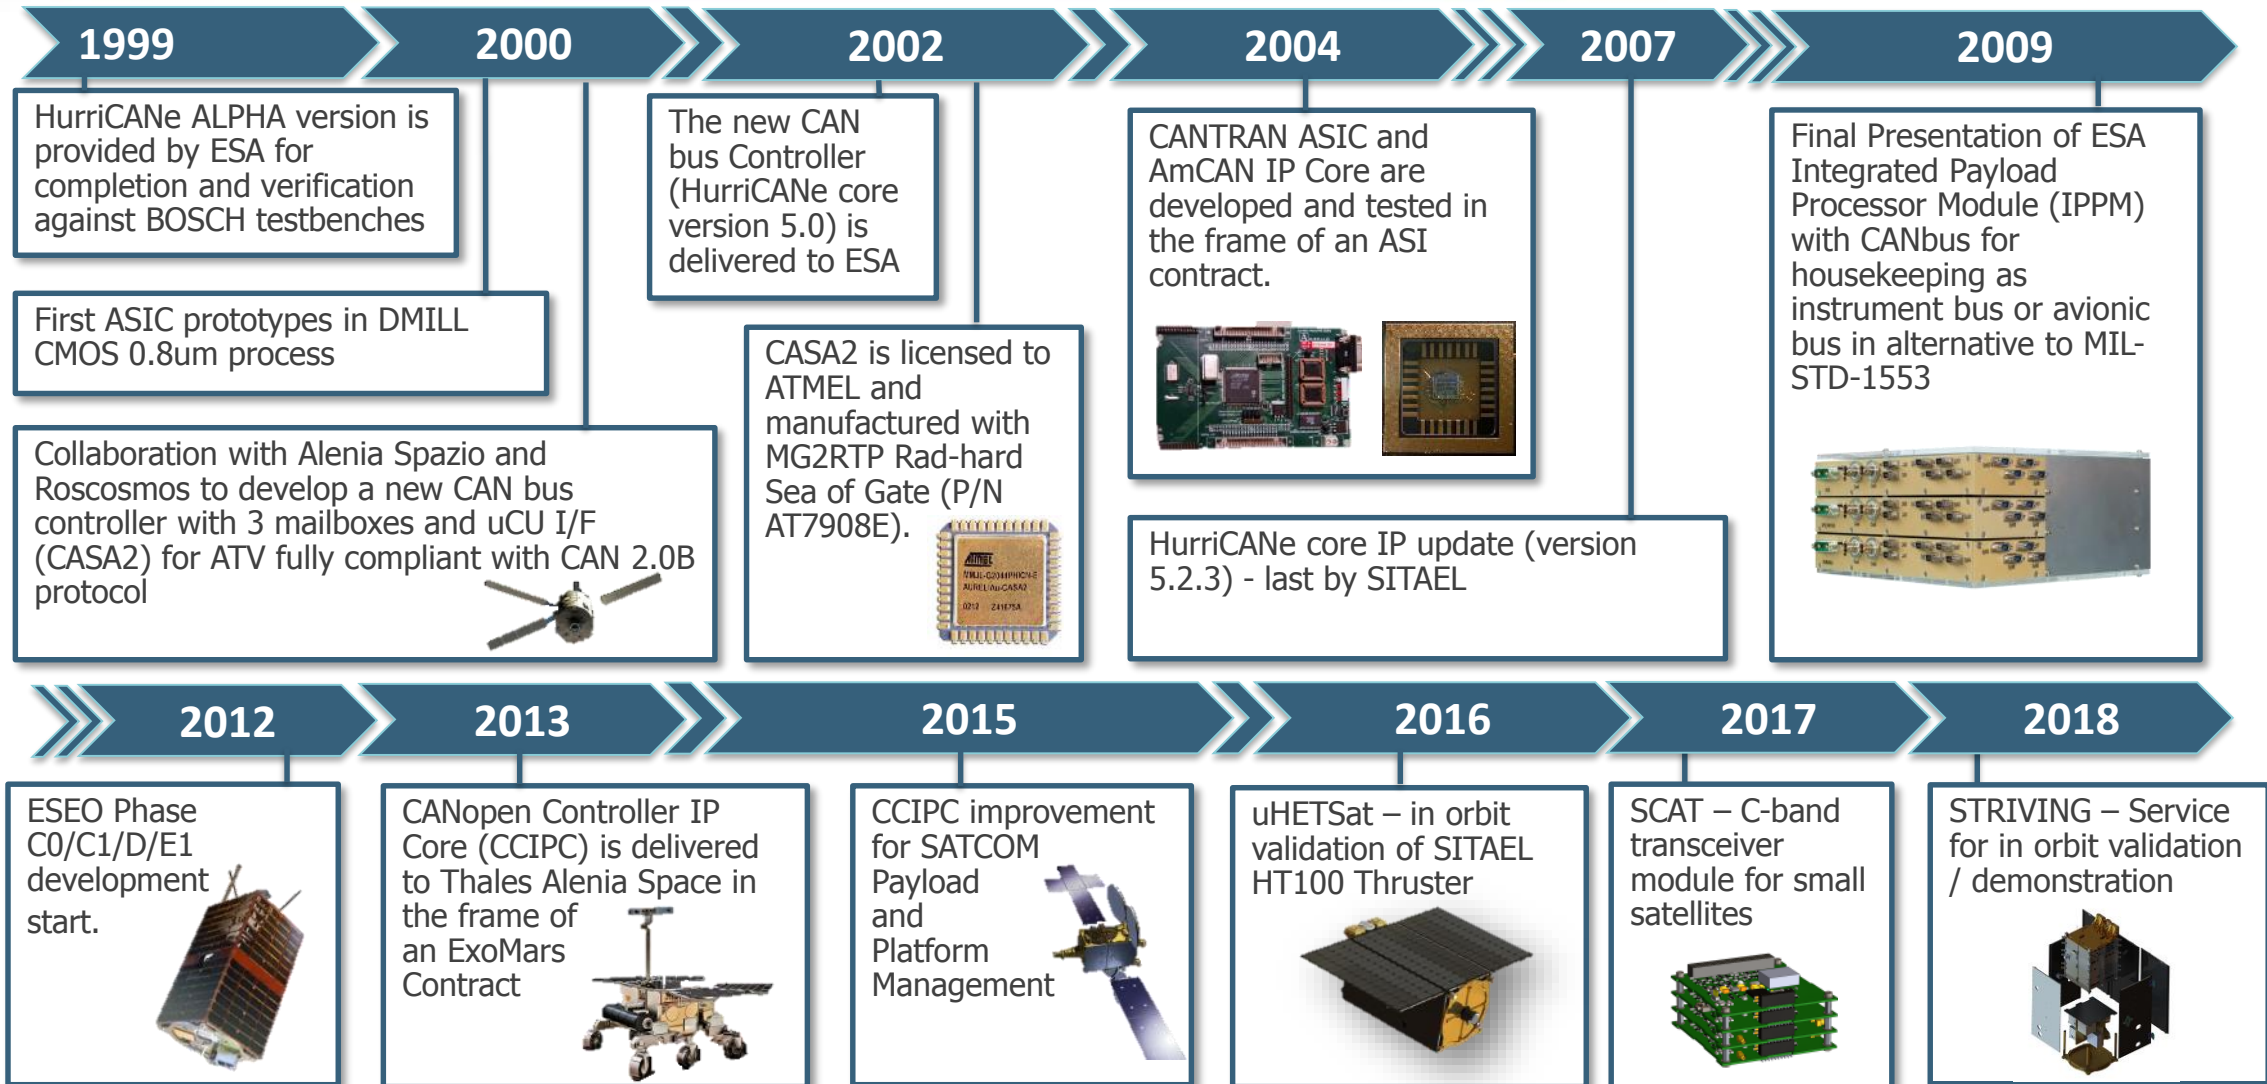 1999
2000
2002
2004
2007
2009
HurriCANe ALPHA version is
provided by ESA for
completion and verification
against BOSCH testbenches
First ASIC prototypes in DMILL
CMOS 0.8um process
Collaboration with Alenia Spazio and
Roscosmos to develop a new CAN bus
controller with 3 mailboxes and uCU I/F
(CASA2) for ATV fully compliant with CAN 2.0B
protocol
The new CAN
bus Controller
(HurriCANe core
version 5.0) is
delivered to ESA
CASA2 is licensed to
ATMEL and
manufactured with
MG2RTP Rad-hard
Sea of Gate (P/N
AT7908E).
AUREL/Au-CASA2
CANTRAN ASIC and
AmCAN IP Core are
developed and tested in
the frame of an ASI
contract.
HurriCANe core IP update (version
5.2.3) - last by SITAEL
Final Presentation of ESA
Integrated Payload
Processor Module (IPPM)
with CANbus for
housekeeping as
instrument bus or avionic
bus in alternative to MIL-
STD-1553
2012
2013
2015
2016
2017
2018
ESEO Phase
C0/C1/D/E1
development
start.
CANopen Controller IP
Core (CCIPC) is delivered
to Thales Alenia Space in
the frame of
an ExoMars
Contract
CCIPC improvement
for SATCOM
Payload
and
Platform
Management
uHETSat – in orbit
validation of SITAEL
HT100 Thruster
SCAT – C-band
transceiver
module for small
satellites
STRIVING – Service
for in orbit validation
/ demonstration